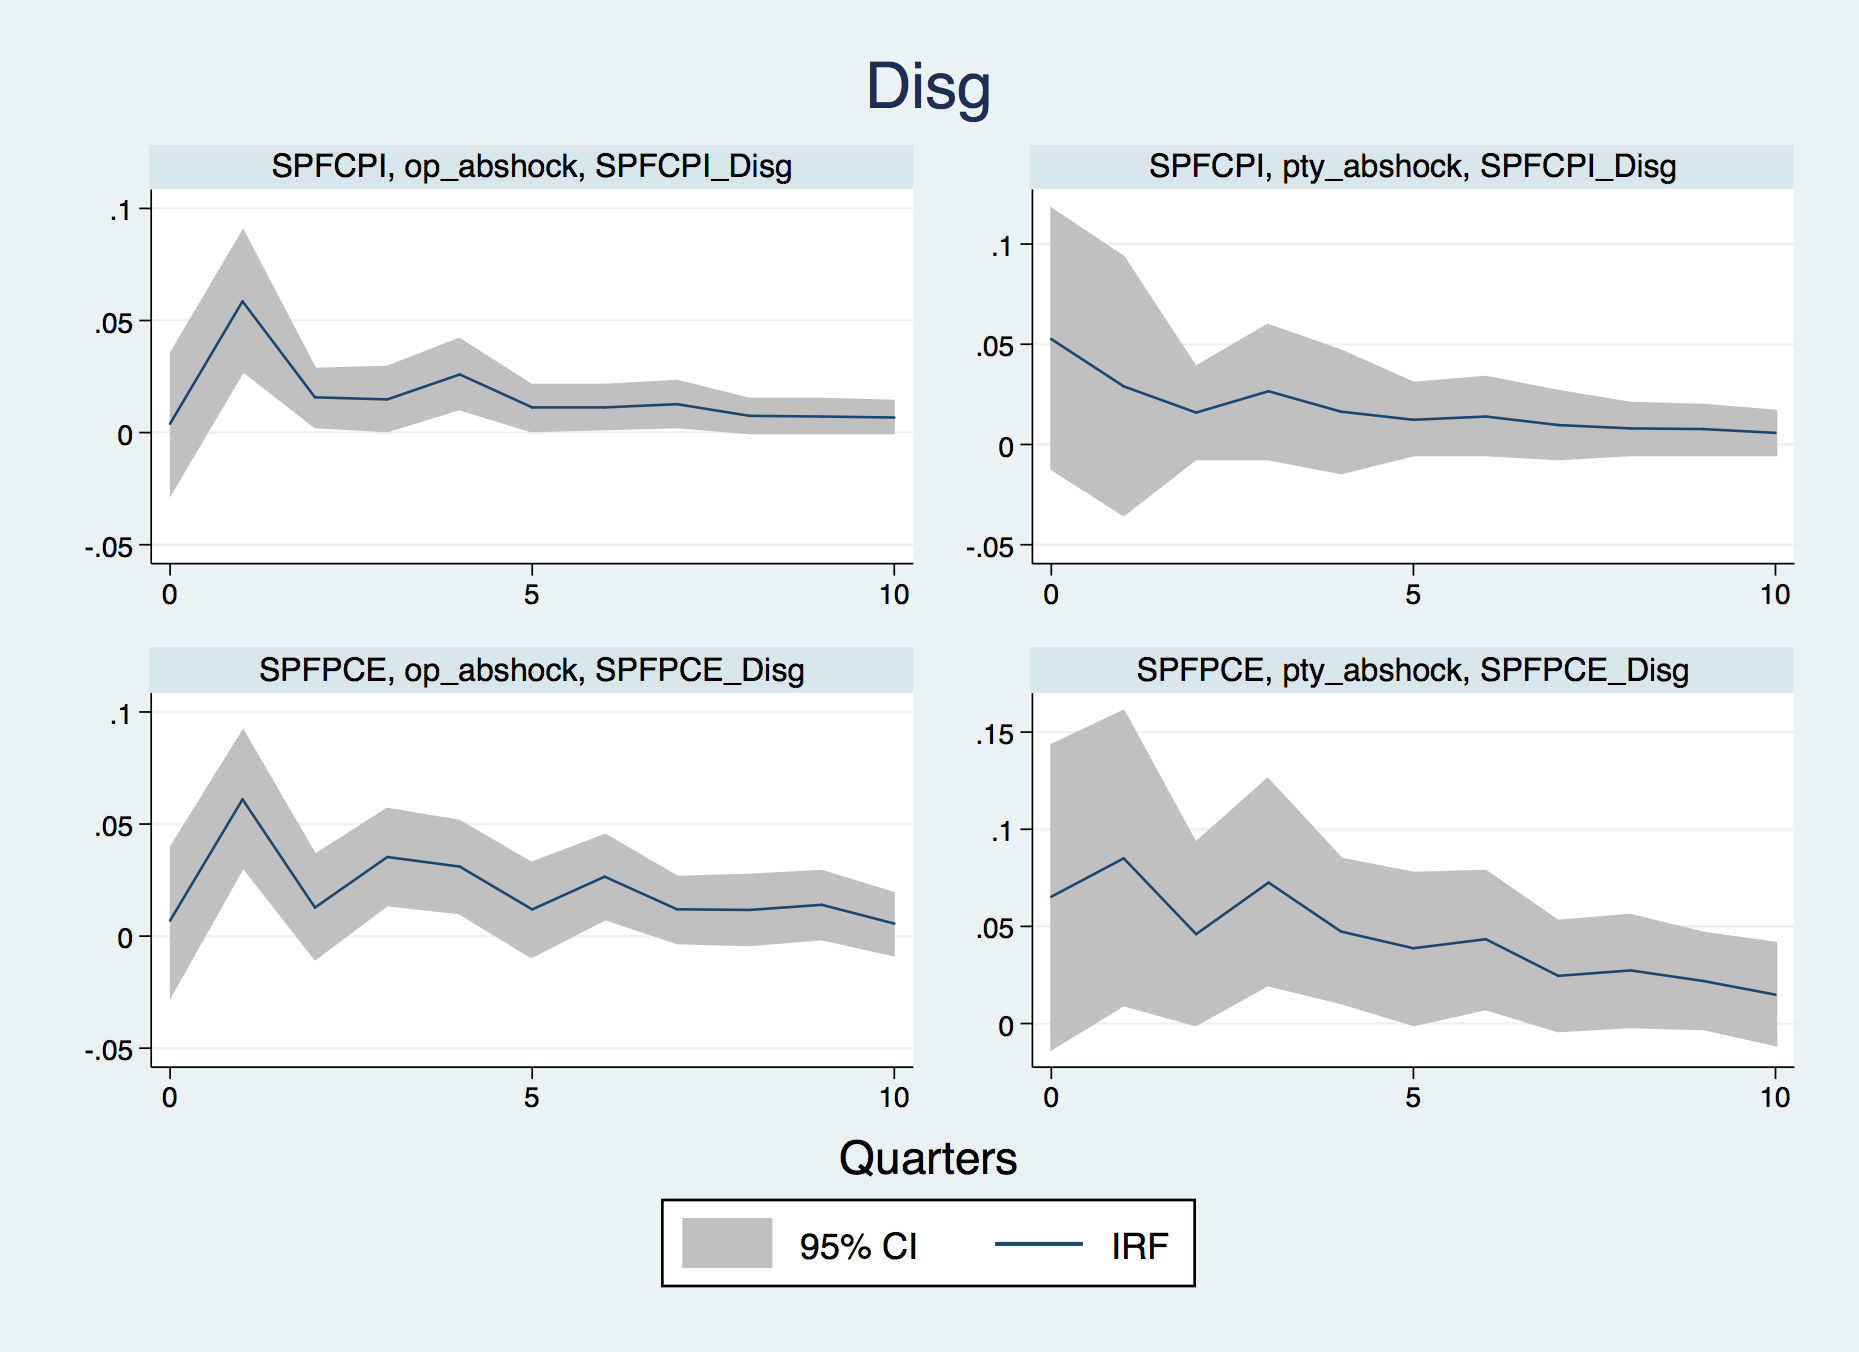 Disg
SPFCPI, op_abshock, SPFCPI_Disg
.1
.05
0
-.05
0 5 10
SPFCPI, pty_abshock, SPFCPI_Disg
.1
.05
0
-.05
0 5 10
SPFPCE, op_abshock, SPFPCE_Disg
.1
.05
0
-.05
0 5 10
SPFPCE, pty_abshock, SPFPCE_Disg
.15
.1
.05
0
0 5 10
Quarters
95% CI IRF